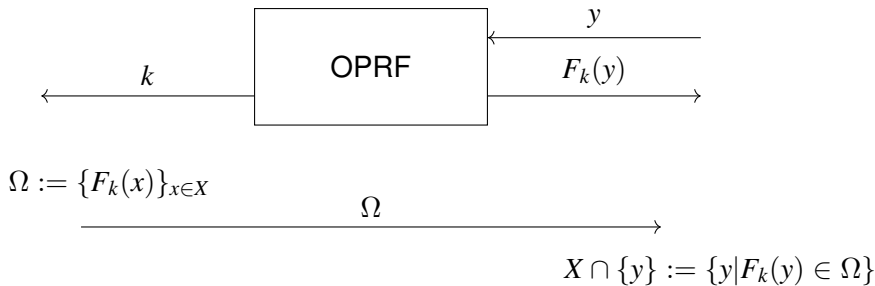 y
OPRF
k
F_k(y)
Ω := {F_k(x)}_{x∈X}
Ω
X ∩ {y} := {y|F_k(y) ∈ Ω}